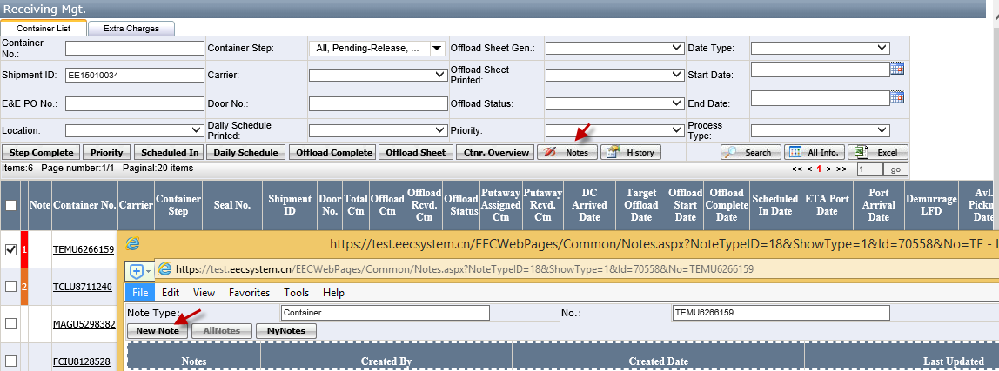 Receiving Mgt.
Container List Extra Charges
Container No.: Container Step: All, Pending-Release, ... Offload Sheet Gen.: Date Type:
Shipment ID: EE15010034 Carrier: Offload Sheet Printed: Start Date:
E&E PO No.: Door No.: Offload Status: End Date:
Location: Daily Schedule Printed: Priority: Process Type:
Step Complete Priority Scheduled In Daily Schedule Offload Complete Offload Sheet Ctnr. Overview Notes History Search All Info. Excel
Items:6 Page number:1/1 Paginal:20 items << < 1 > >> 1 go
Note Container No. Carrier Container Step Seal No. Shipment ID Door No. Total Ctn Offload Ctn Offload Rcvd. Ctn Offload Status Putaway Assigned Ctn Putaway Rcvd. Ctn DC Arrived Date Target Offload Date Offload Start Date Offload Complete Date Scheduled In Date ETA Port Date Port Arrival Date Demurrage LFD Avl. Pickup Date
1 TEMU6266159
https://test.eecsystem.cn/EECWebPages/Common/Notes.aspx?NoteTypeID=18&ShowType=1&Id=70558&No=TE - I
https://test.eecsystem.cn/EECWebPages/Common/Notes.aspx?NoteTypeID=18&ShowType=1&Id=70558&No=TEMU6266159
2 TCLU8711240
File Edit View Favorites Tools Help
Note Type: Container No.: TEMU6266159
MAGU5298382
New Note AllNotes MyNotes
FCIU8128528
Notes Created By Created Date Last Updated